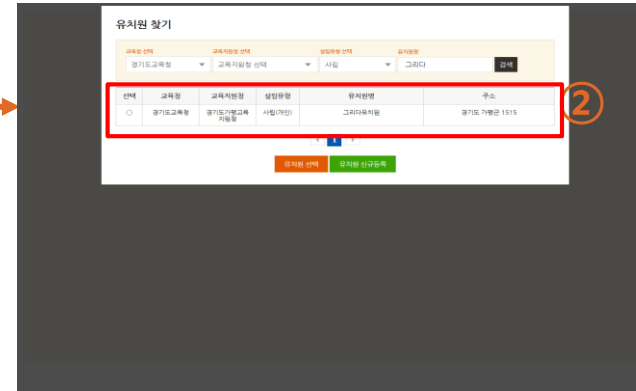 유치원 찾기
교육청 선택 교육지원청 선택 설립유형 선택 유치원명
경기도교육청 교육지원청 선택 사립 그리다 검색
선택 교육청 교육지원청 설립유형 유치원명 주소
경기도교육청 경기도가평교육지원청 사립(개인) 그리다유치원 경기도 가평군 1515
②
< 1 >
유치원 선택 유치원 신규등록